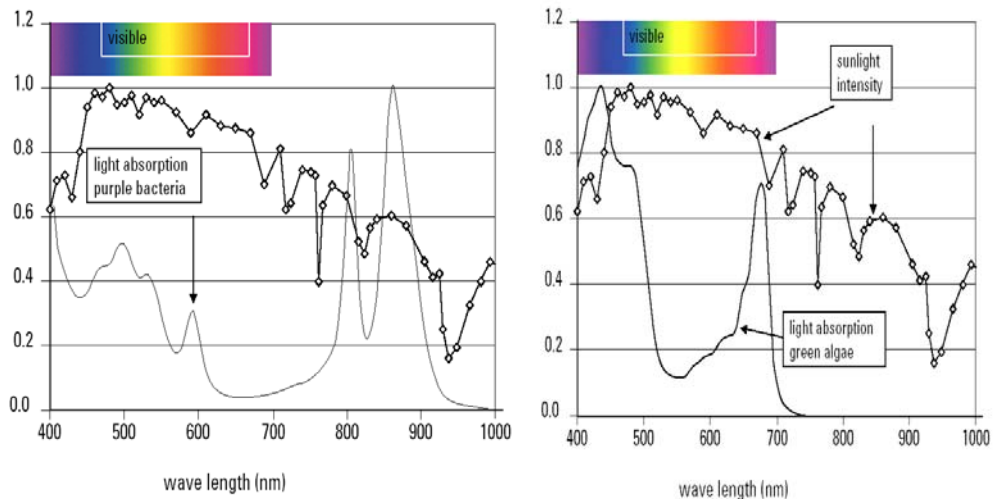 1.2
visible
1.0
0.8
light absorption
purple bacteria
0.6
0.4
0.2
0.0
400
500
600
700
800
900
1000
wave length (nm)
1.2
visible
1.0
sunlight
intensity
0.8
0.6
0.4
0.2
light absorption
green algae
0.0
400
500
600
700
800
900
1000
wave length (nm)